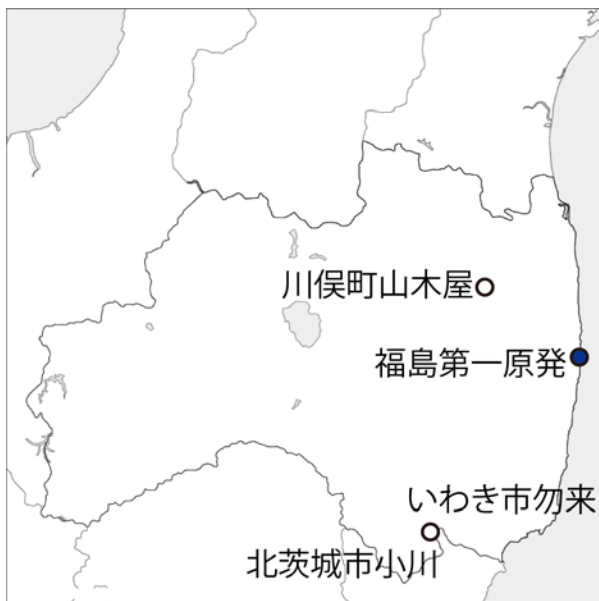 川俣町山木屋
福島第一原発
いわき市勿来
北茨城市小川